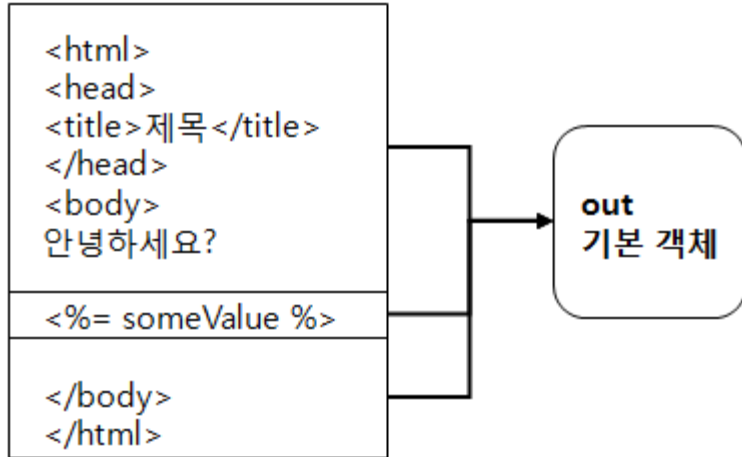 <html>
<head>
<title>제목</title>
</head>
<body>
안녕하세요?
<%= someValue %>
</body>
</html>
out
기본 객체